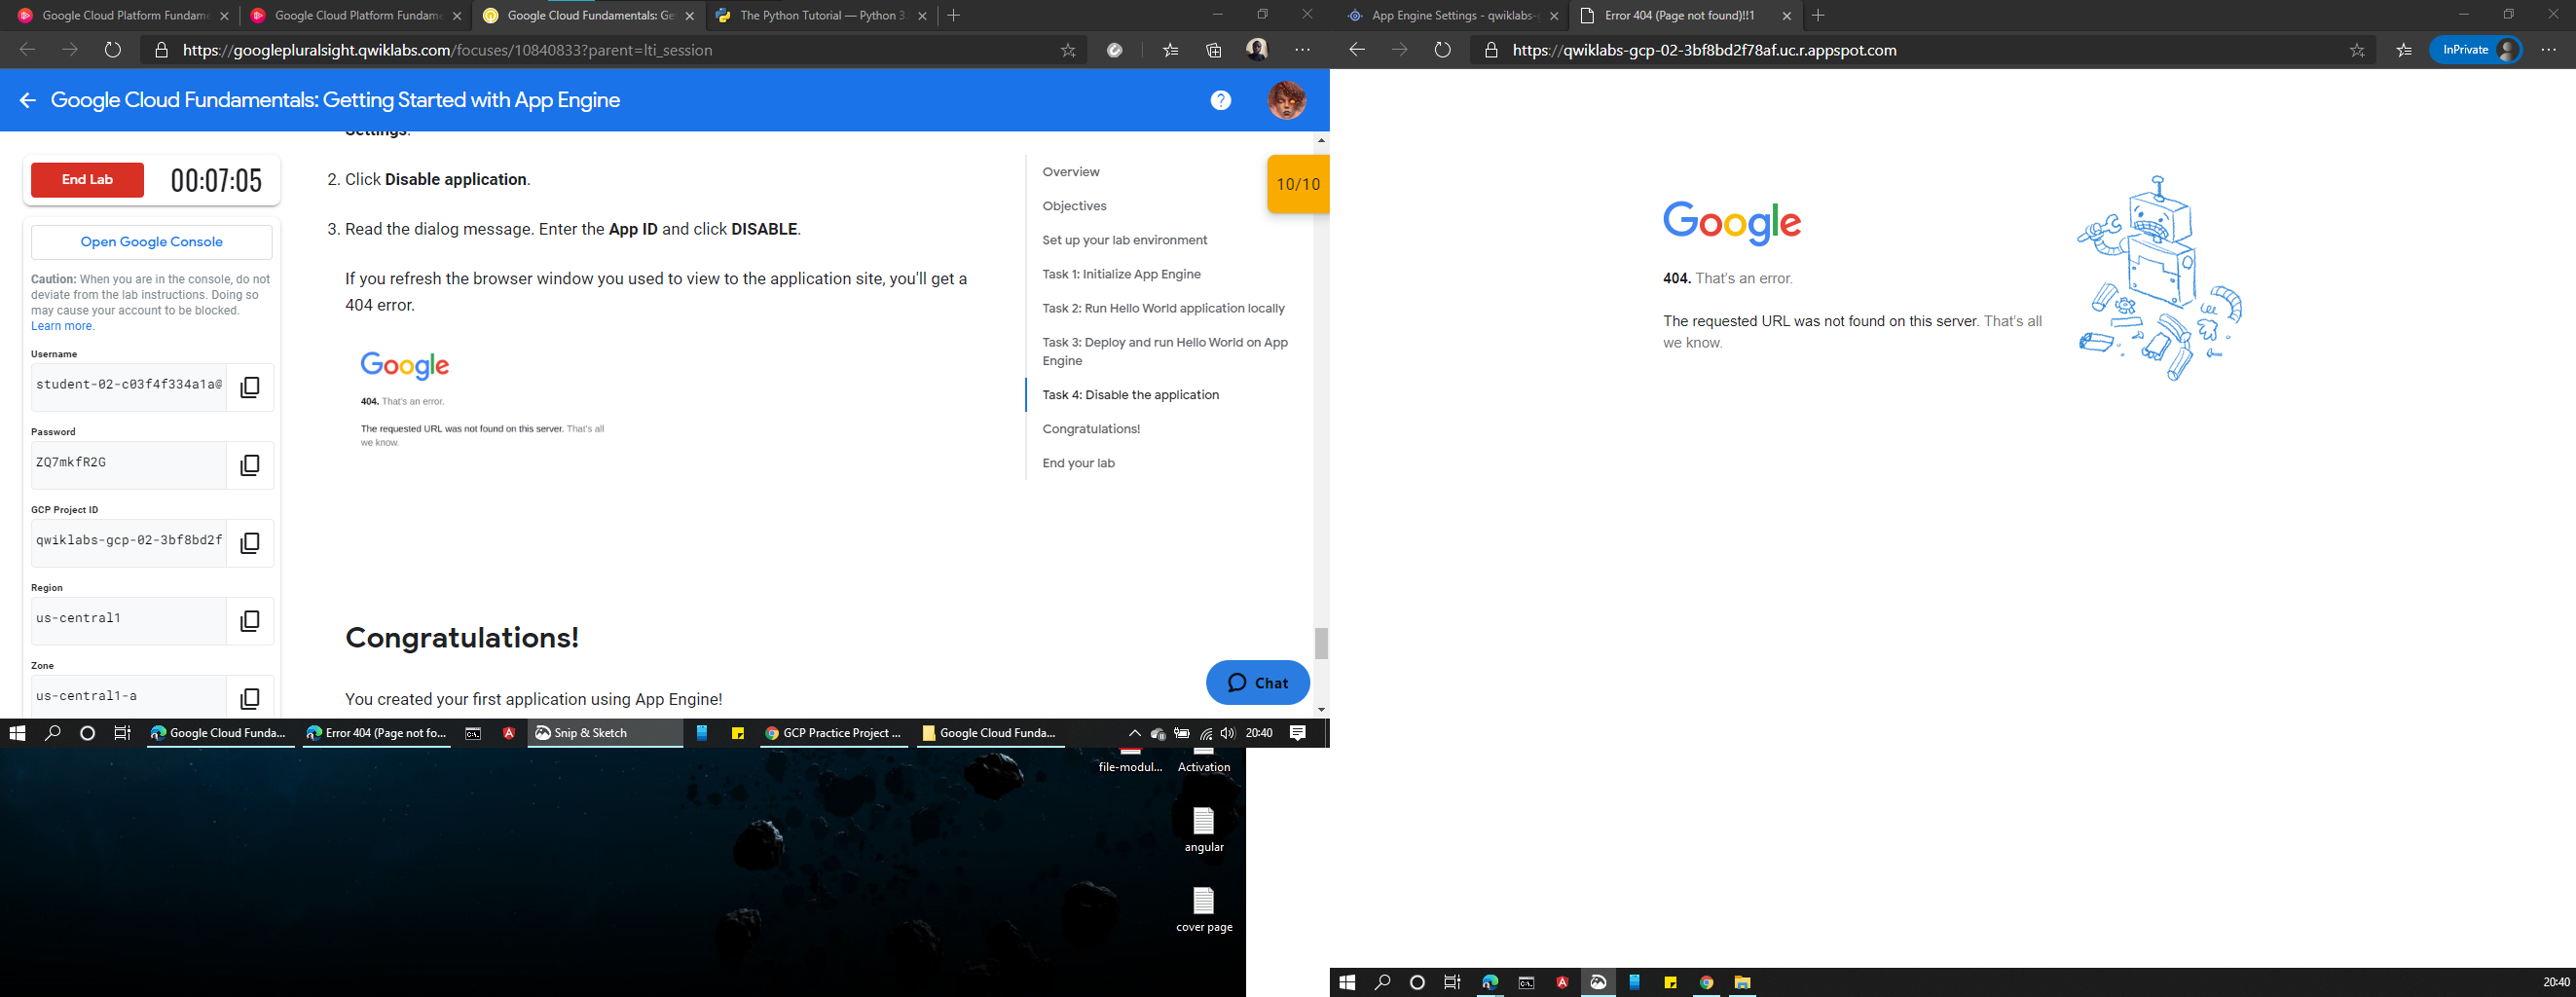 Google Cloud Platform Fundame
Google Cloud Platform Fundame
Google Cloud Fundamentals: Ge
The Python Tutorial — Python 3.
https://googlepluralsight.qwiklabs.com/focuses/10840833?parent=lti_session
Google Cloud Fundamentals: Getting Started with App Engine
End Lab
00:07:05
Open Google Console
Caution: When you are in the console, do not
deviate from the lab instructions. Doing so
may cause your account to be blocked.
Learn more.
Username
student-02-c03f4f334a1a@
Password
ZQ7mkfR2G
GCP Project ID
qwiklabs-gcp-02-3bf8bd2f
Region
us-central1
Zone
us-central1-a
Settings.
2. Click Disable application.
3. Read the dialog message. Enter the App ID and click DISABLE.
If you refresh the browser window you used to view to the application site, you'll get a
404 error.
Google
404. That's an error.
The requested URL was not found on this server. That's all
we know.
Congratulations!
You created your first application using App Engine!
Overview
Objectives
Set up your lab environment
Task 1: Initialize App Engine
Task 2: Run Hello World application locally
Task 3: Deploy and run Hello World on App
Engine
Task 4: Disable the application
Congratulations!
End your lab
10/10
Chat
Google Cloud Funda...
Error 404 (Page not fo...
Snip & Sketch
GCP Practice Project ...
Google Cloud Funda...
20:40
file-modul...
Activation
angular
cover page
App Engine Settings - qwiklabs-g
Error 404 (Page not found)!!1
https://qwiklabs-gcp-02-3bf8bd2f78af.uc.r.appspot.com
InPrivate
Google
404. That's an error.
The requested URL was not found on this server. That's all
we know.
20:40